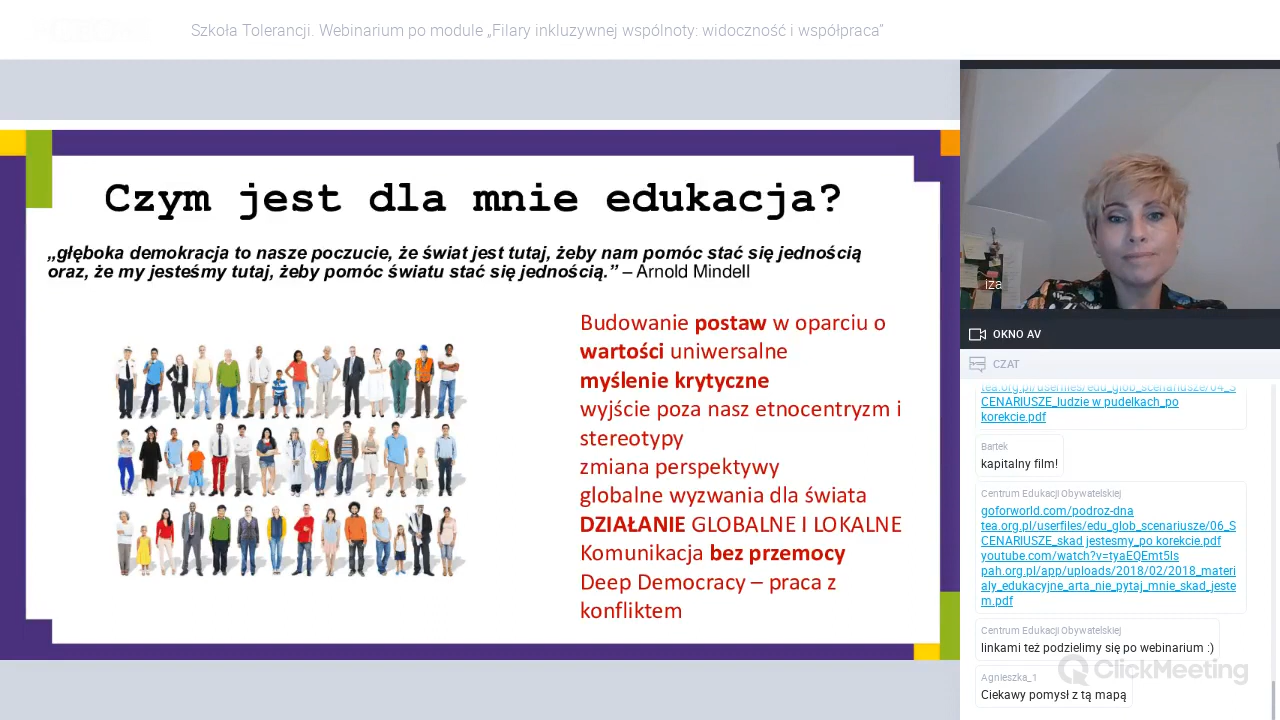 Szkoła Tolerancji. Webinarium po module „Filary inkluzywnej wspólnoty: widoczność i współpraca”
Czym jest dla mnie edukacja?
„głęboka demokracja to nasze poczucie, że świat jest tutaj, żeby nam pomóc stać się jednością
oraz, że my jesteśmy tutaj, żeby pomóc światu stać się jednością.” – Arnold Mindell
Budowanie postaw w oparciu o
wartości uniwersalne
myślenie krytyczne
wyjście poza nasz etnocentryzm i
stereotypy
zmiana perspektywy
globalne wyzwania dla świata
DZIAŁANIE GLOBALNE I LOKALNE
Komunikacja bez przemocy
Deep Democracy – praca z
konfliktem
iza
OKNO AV
CZAT
tea.org.pl/userfiles/edu_glob_scenariusze/04_S
CENARIUSZE_ludzie w pudelkach_po
korekcie.pdf
Bartek
kapitalny film!
Centrum Edukacji Obywatelskiej
goforworld.com/podroz-dna
tea.org.pl/userfiles/edu_glob_scenariusze/06_S
CENARIUSZE_skad jestesmy_po korekcie.pdf
youtube.com/watch?v=tyaEQEmt5ls
pah.org.pl/app/uploads/2018/02/2018_materi
aly_edukacyjne_arta_nie_pytaj_mnie_skad_jeste
m.pdf
Centrum Edukacji Obywatelskiej
linkami też podzielimy się po webinarium :)
ClickMeeting
Agnieszka_1
Ciekawy pomysł z tą mapą